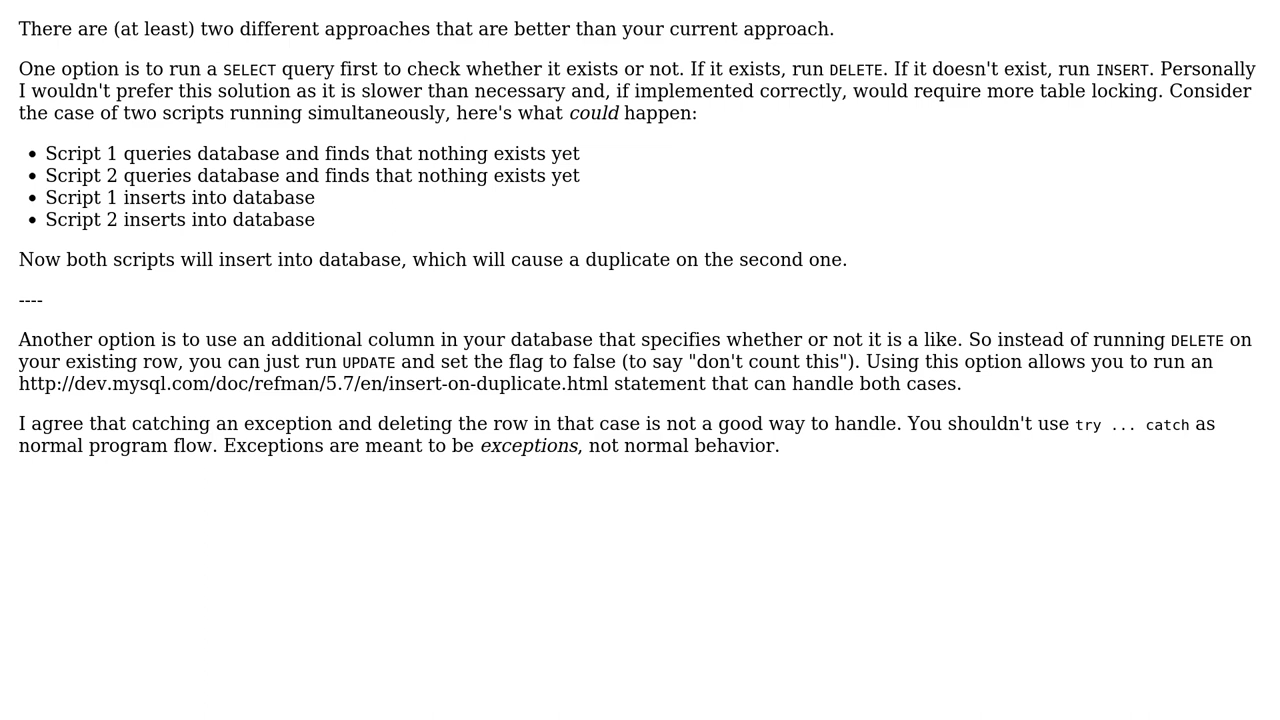 There are (at least) two different approaches that are better than your current approach.
One option is to run a SELECT query first to check whether it exists or not. If it exists, run DELETE. If it doesn't exist, run INSERT. Personally
I wouldn't prefer this solution as it is slower than necessary and, if implemented correctly, would require more table locking. Consider
the case of two scripts running simultaneously, here's what could happen:
• Script 1 queries database and finds that nothing exists yet
• Script 2 queries database and finds that nothing exists yet
• Script 1 inserts into database
• Script 2 inserts into database
Now both scripts will insert into database, which will cause a duplicate on the second one.
----
Another option is to use an additional column in your database that specifies whether or not it is a like. So instead of running DELETE on
your existing row, you can just run UPDATE and set the flag to false (to say "don't count this"). Using this option allows you to run an
http://dev.mysql.com/doc/refman/5.7/en/insert-on-duplicate.html statement that can handle both cases.
I agree that catching an exception and deleting the row in that case is not a good way to handle. You shouldn't use try ... catch as
normal program flow. Exceptions are meant to be exceptions, not normal behavior.